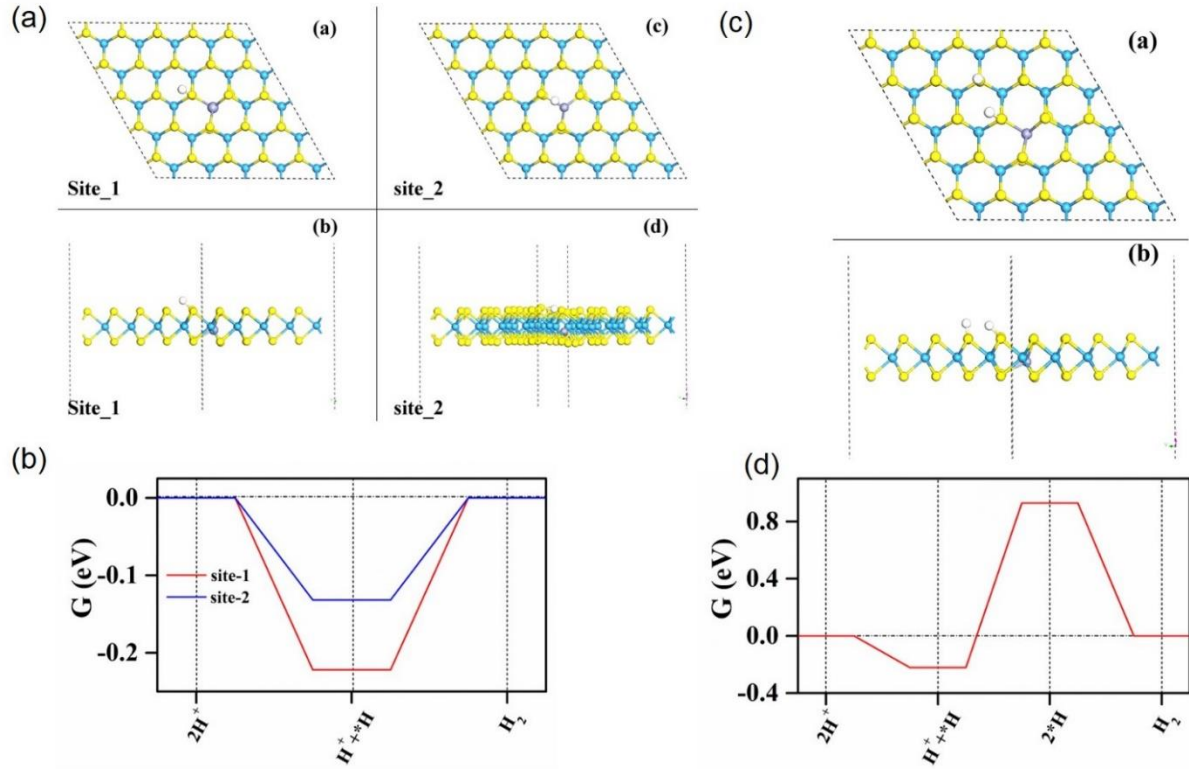 (a)
(a)
(c)
Site_1
site_2
(b)
(d)
Site_1
site_2
(c)
(a)
(b)
(b)
0.0
-0.1
-0.2
G (eV)
site-1
site-2
2H⁺
H⁺+*H
H₂
(d)
0.8
0.4
0.0
-0.4
G (eV)
2H⁺
H⁺+*H
2*H
H₂